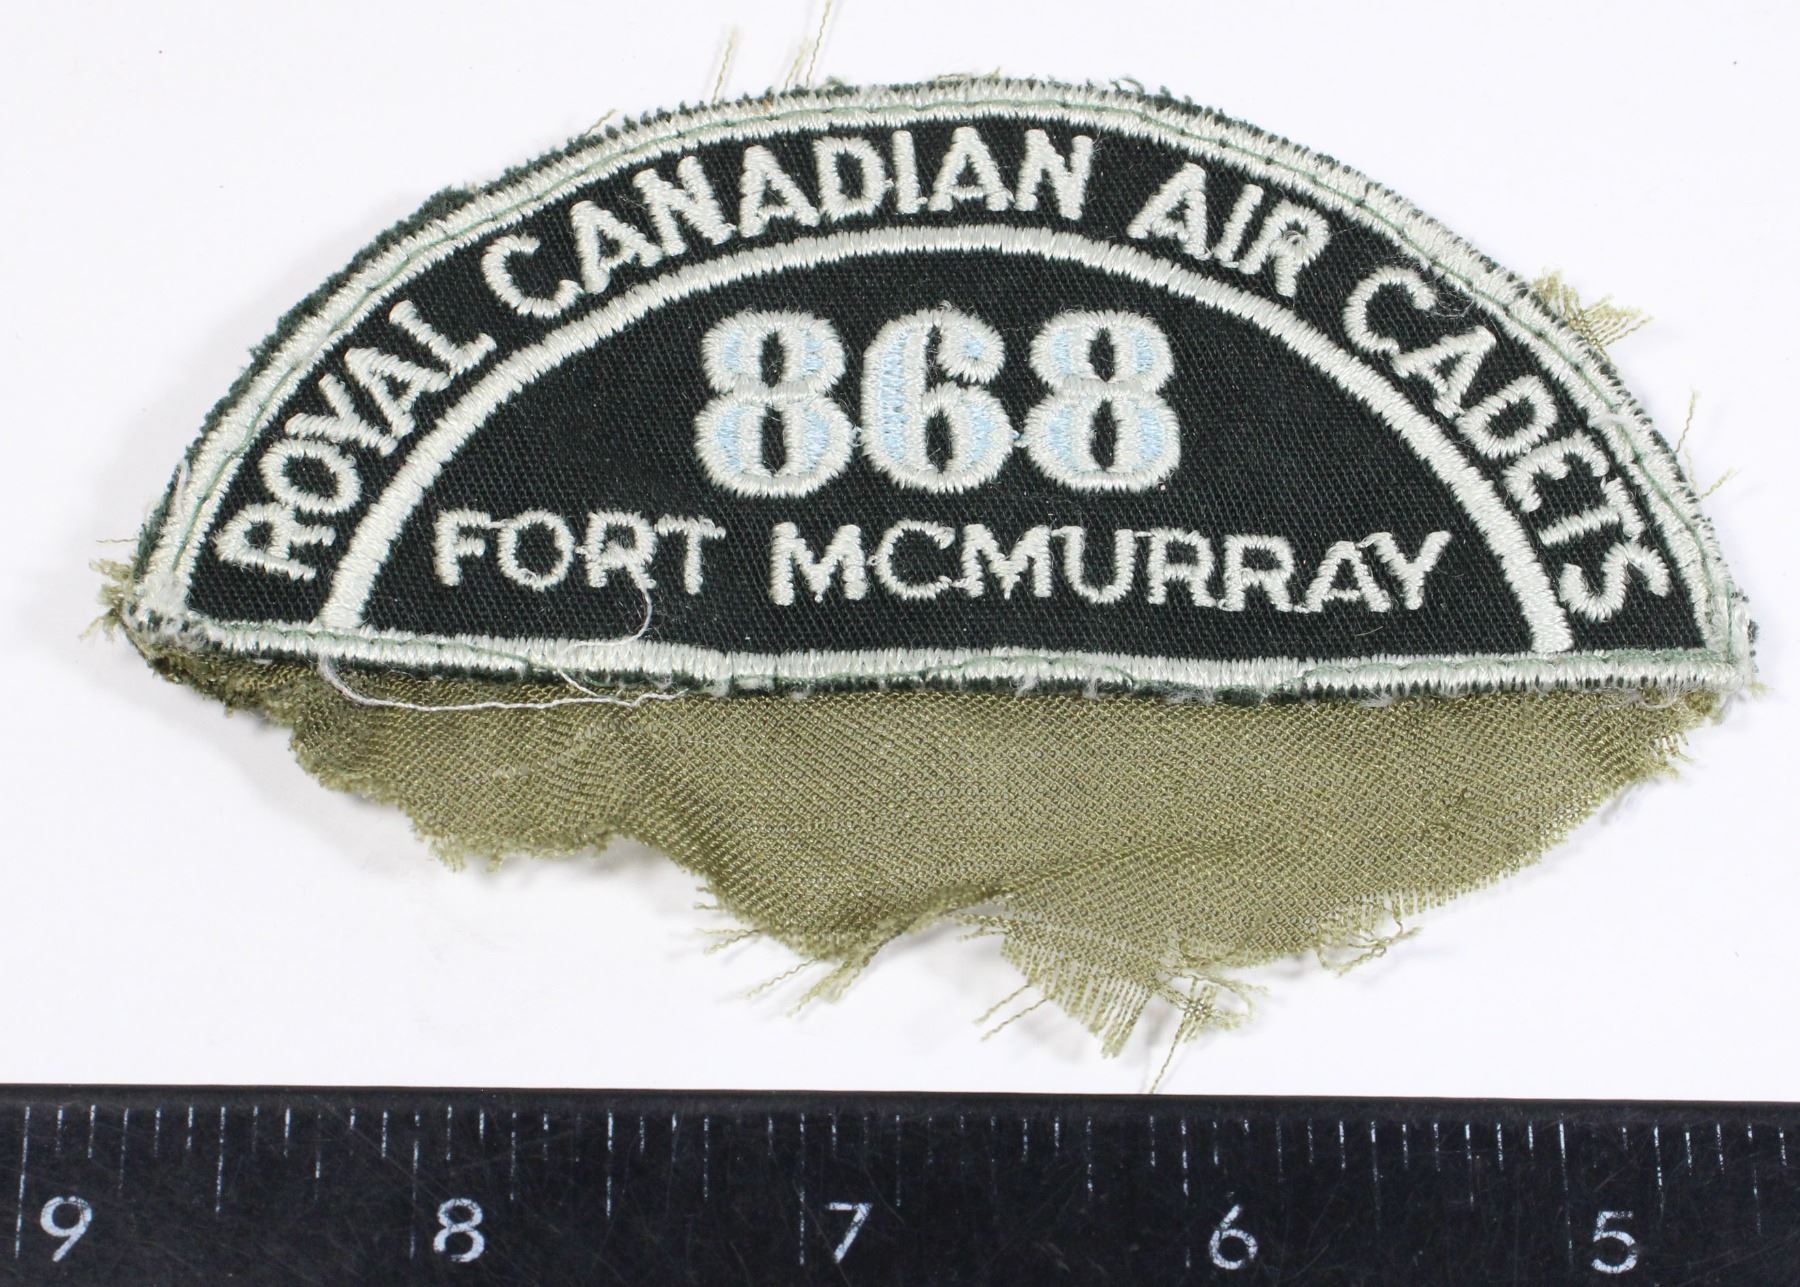 ROYAL CANADIAN AIR CADETS
868
FORT MCMURRAY
9 8 7 6 5